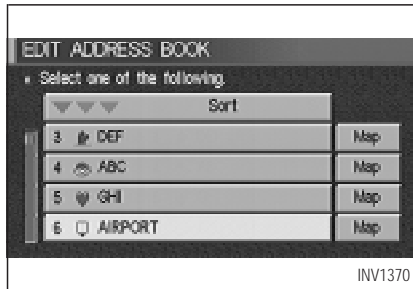 EDIT ADDRESS BOOK
Select one of the following.
Sort
3 DEF Map
4 ABC Map
5 GHI Map
6 AIRPORT Map
INV1370